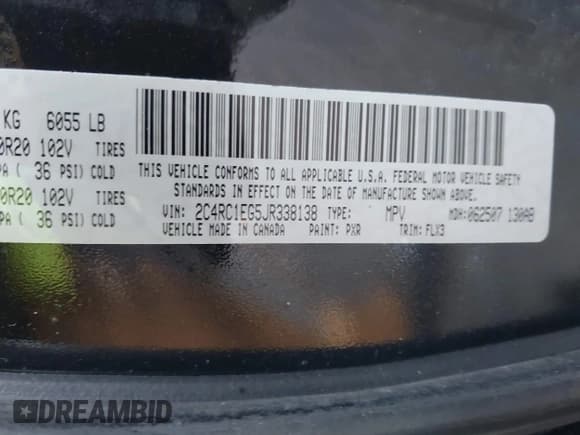 KG 6055 LB
0R20 102V TIRES
PA ( 36 PSI) COLD
0R20 102V TIRES
PA ( 36 PSI) COLD
THIS VEHICLE CONFORMS TO ALL APPLICABLE U.S.A. FEDERAL MOTOR VEHICLE SAFETY
STANDARDS IN EFFECT ON THE DATE OF MANUFACTURE SHOWN ABOVE.
VIN: 2C4RC1EG5JR338138 TYPE: MPV MDH: 062507 130AB
VEHICLE MADE IN CANADA PAINT: PXR TRIM: FLX3
DREAMBID